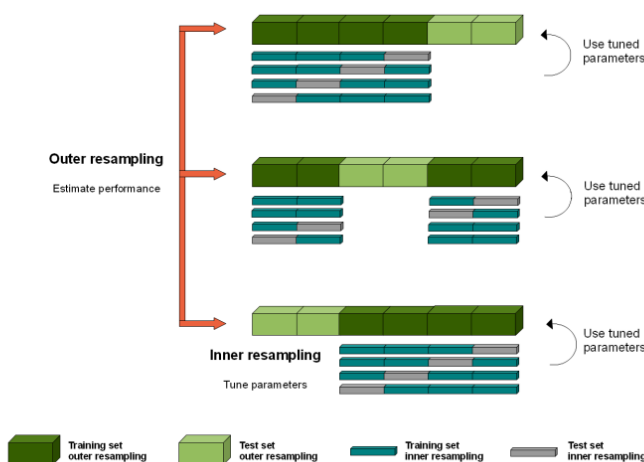 Use tuned
parameters
Outer resampling
Estimate performance
Use tuned
parameters
Use tuned
parameters
Inner resampling
Tune parameters
Training set
outer resampling
Test set
outer resampling
Training set
inner resampling
Test set
inner resampling